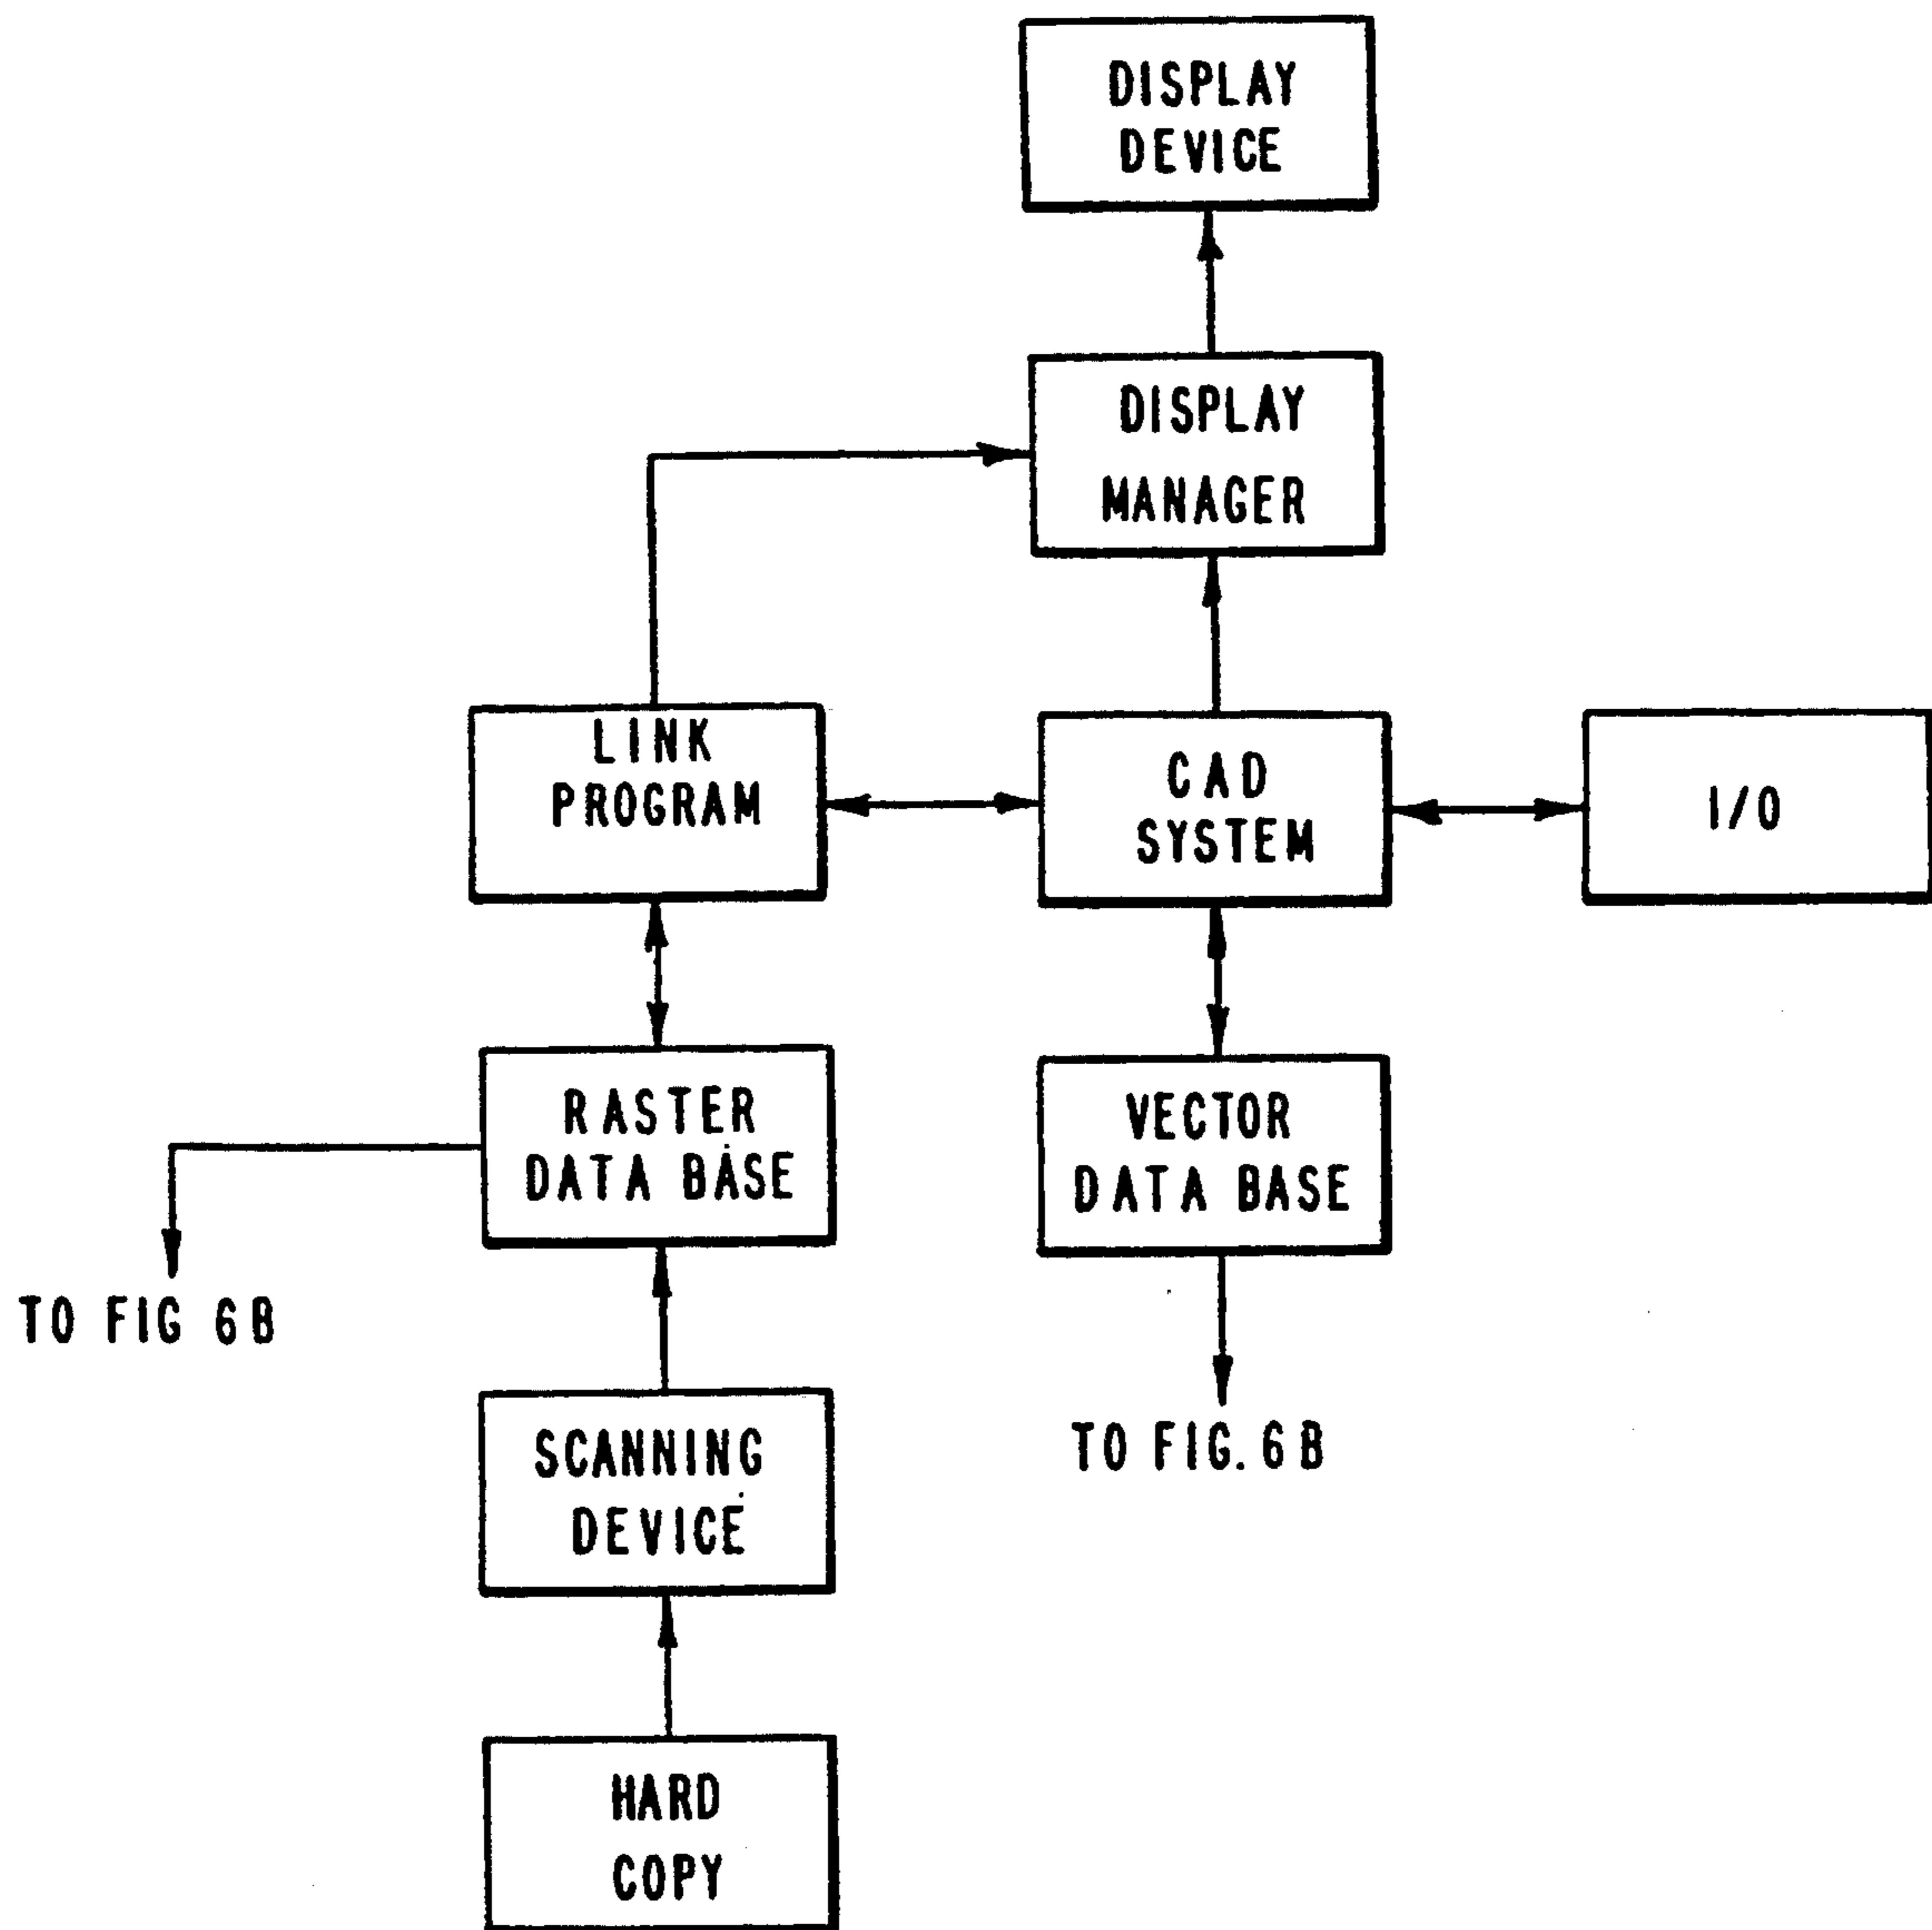 DISPLAY
DEVICE
DISPLAY
MANAGER
LINK
PROGRAM
CAD
SYSTEM
I/O
RASTER
DATA BASE
VECTOR
DATA BASE
TO FIG 6B
SCANNING
DEVICE
TO FIG. 6B
HARD
COPY